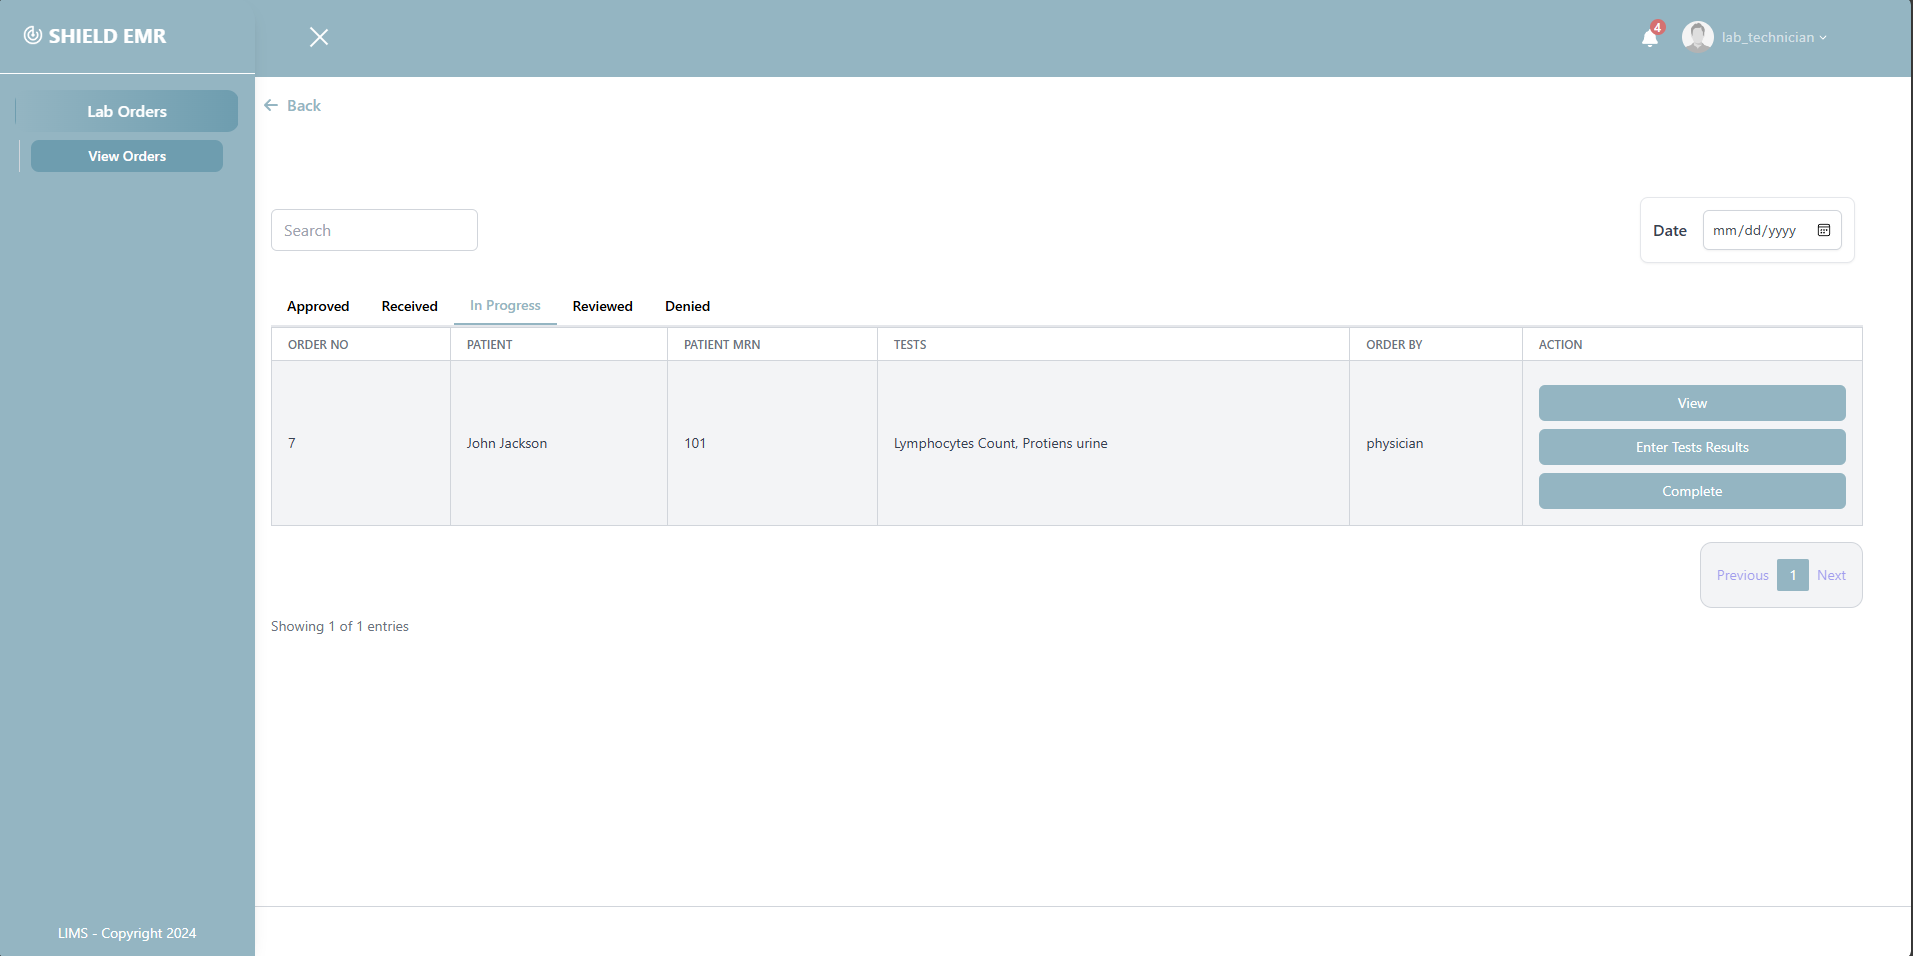 SHIELD EMR
4
lab_technician
Lab Orders
View Orders
Back
Search
Date mm/dd/yyyy
Approved Received In Progress Reviewed Denied
ORDER NO PATIENT PATIENT MRN TESTS ORDER BY ACTION
View
7 John Jackson 101 Lymphocytes Count, Protiens urine physician
Enter Tests Results
Complete
Previous 1 Next
Showing 1 of 1 entries
LIMS - Copyright 2024